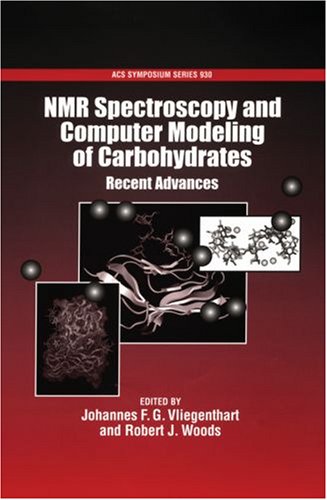 ACS SYMPOSIUM SERIES 930
NMR Spectroscopy and
Computer Modeling
of Carbohydrates
Recent Advances
EDITED BY
Johannes F. G. Vliegenthart
and Robert J. Woods